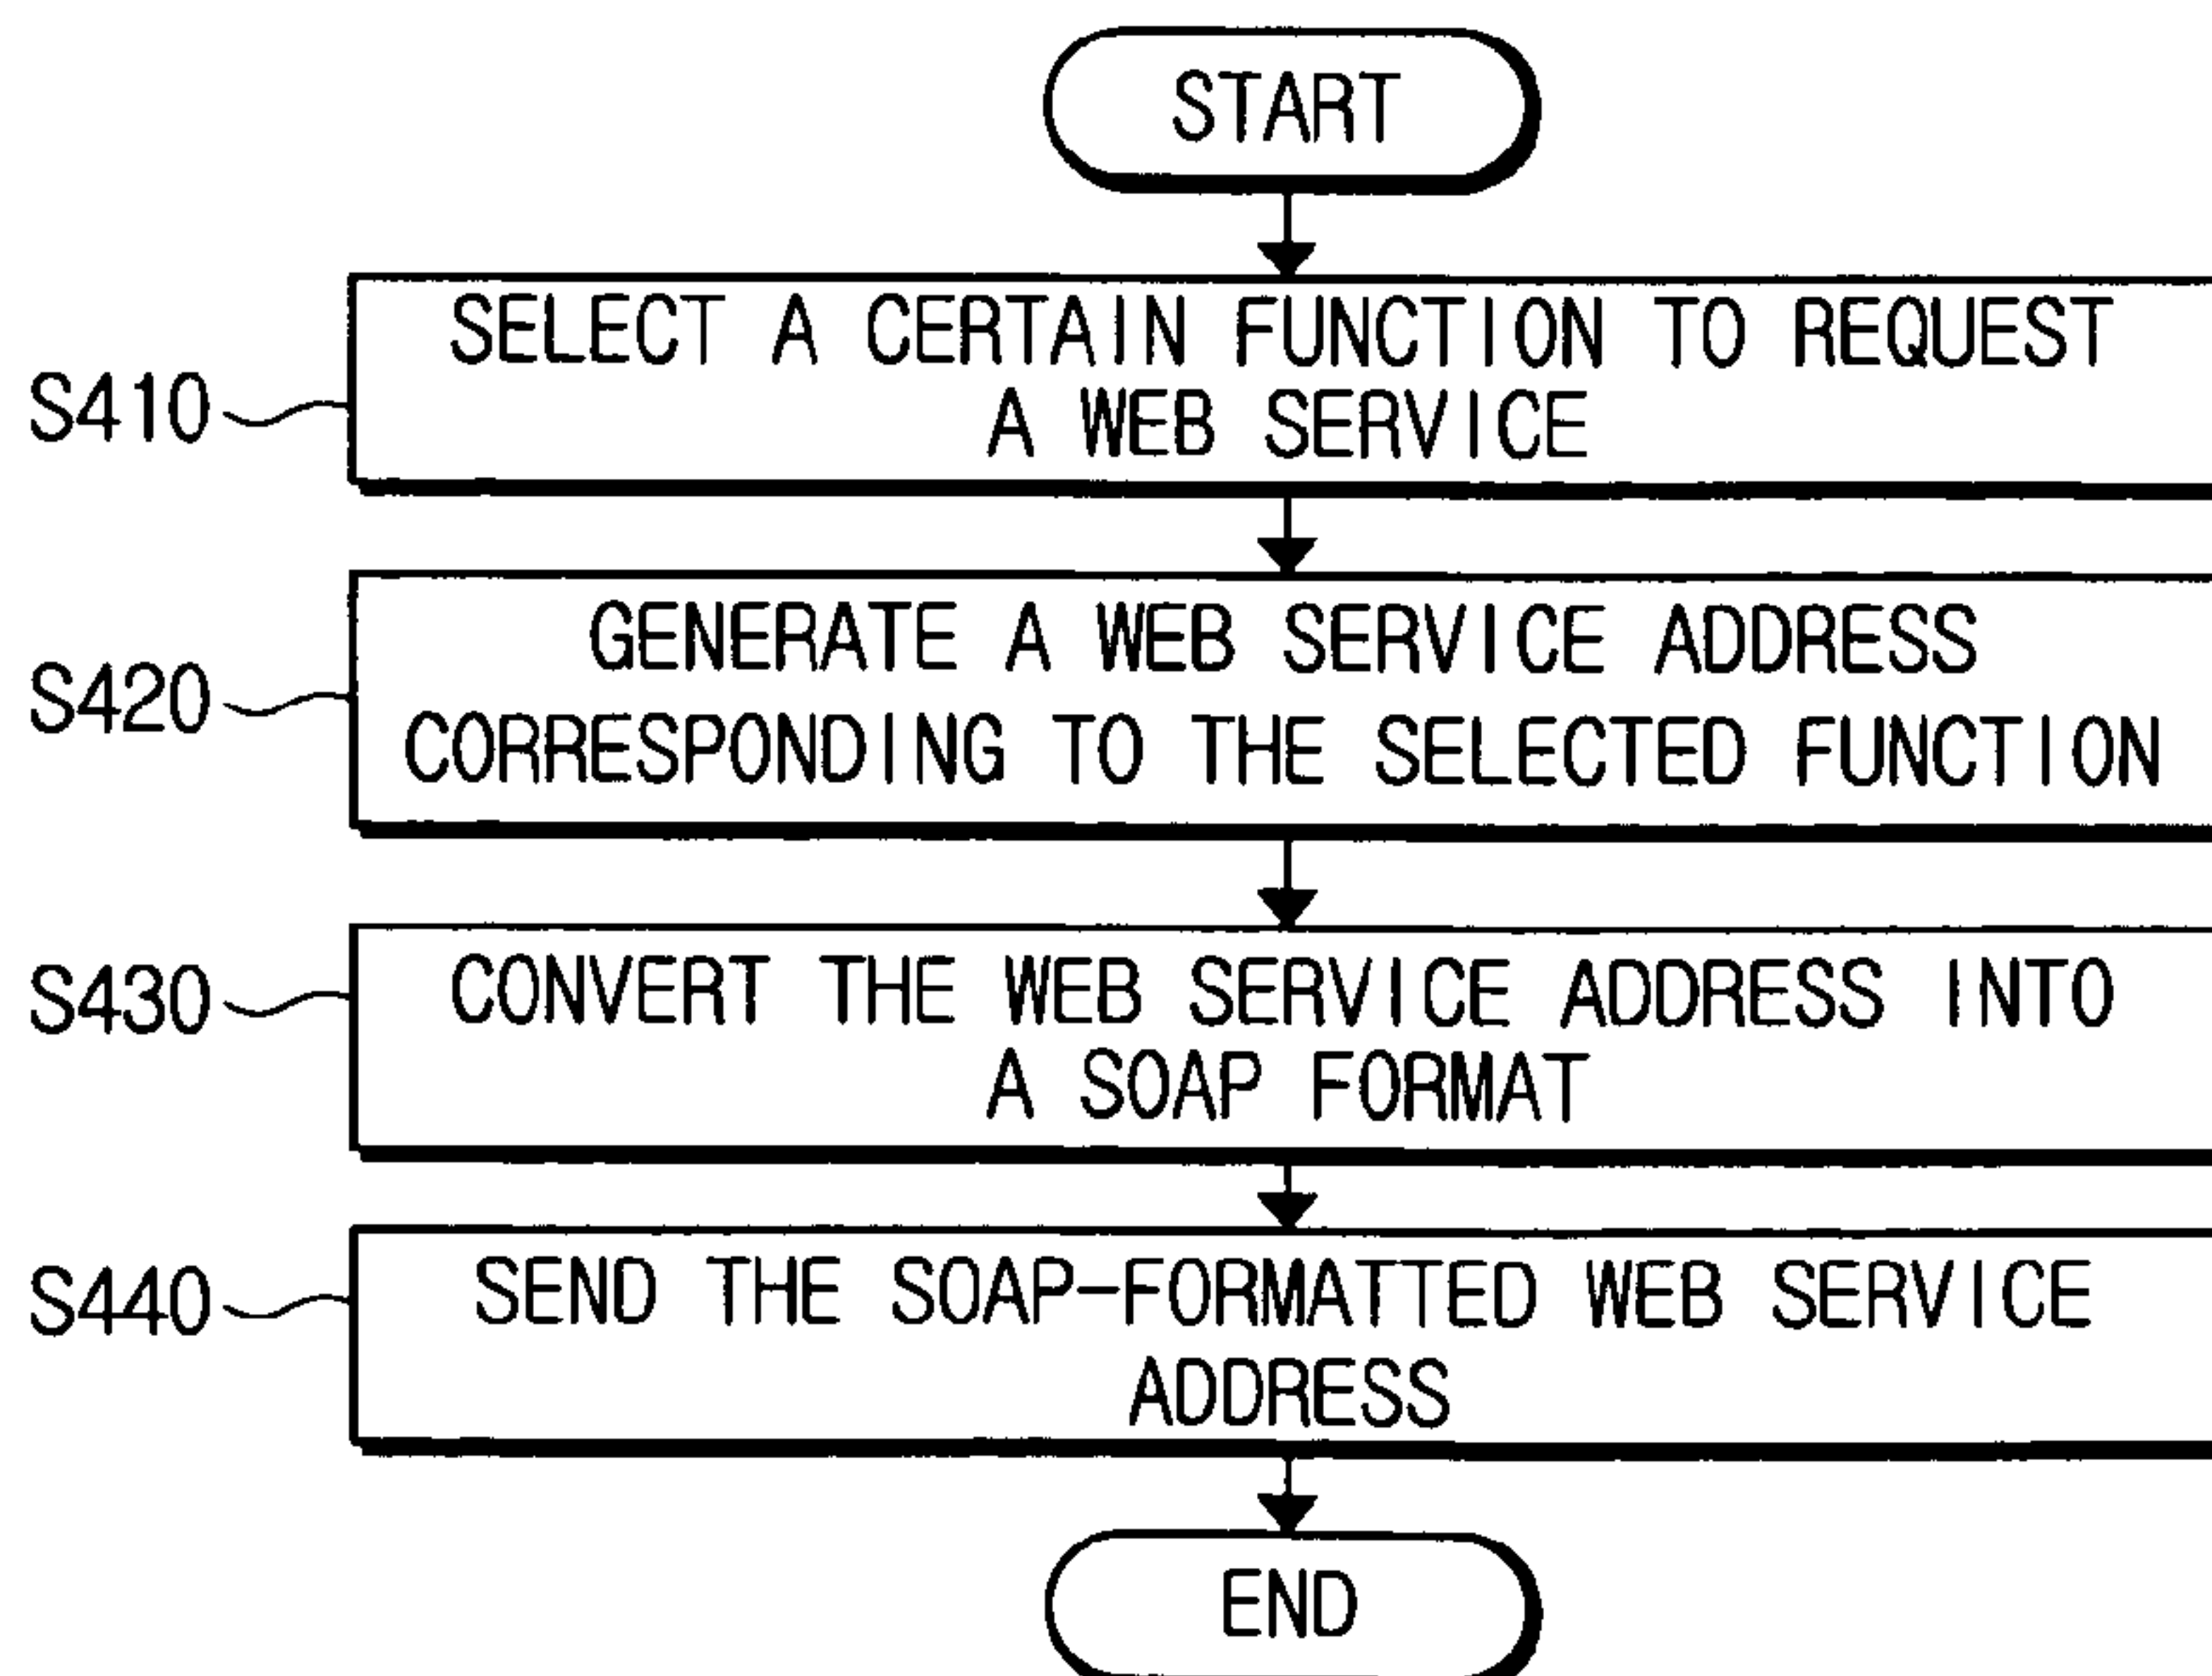 START
SELECT A CERTAIN FUNCTION TO REQUEST
A WEB SERVICE
S410
GENERATE A WEB SERVICE ADDRESS
CORRESPONDING TO THE SELECTED FUNCTION
S420
CONVERT THE WEB SERVICE ADDRESS INTO
A SOAP FORMAT
S430
SEND THE SOAP-FORMATTED WEB SERVICE
ADDRESS
S440
END